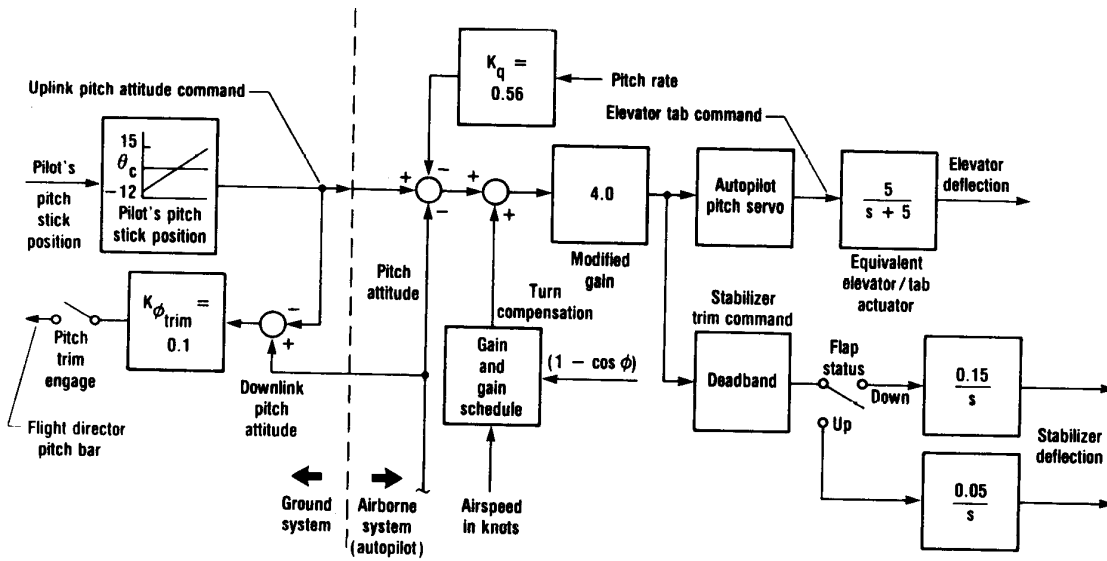 Uplink pitch attitude command
K_q =
0.56
Pitch rate
Elevator tab command
15
θ_c
-12
Pilot's pitch
stick position
Pilot's
pitch
stick
position
+
-
-
+
+
4.0
Modified
gain
Autopilot
pitch servo
5
s + 5
Elevator
deflection
Equivalent
elevator/tab
actuator
Pitch
attitude
Turn
compensation
Stabilizer
trim command
K_ϕ_trim =
0.1
-
+
Pitch
trim
engage
Downlink
pitch
attitude
Flight director
pitch bar
Gain
and
gain
schedule
(1 - cos ϕ)
Deadband
Flap
status
Down
Up
0.15
s
0.05
s
Stabilizer
deflection
Ground
system
Airborne
system
(autopilot)
Airspeed
in knots